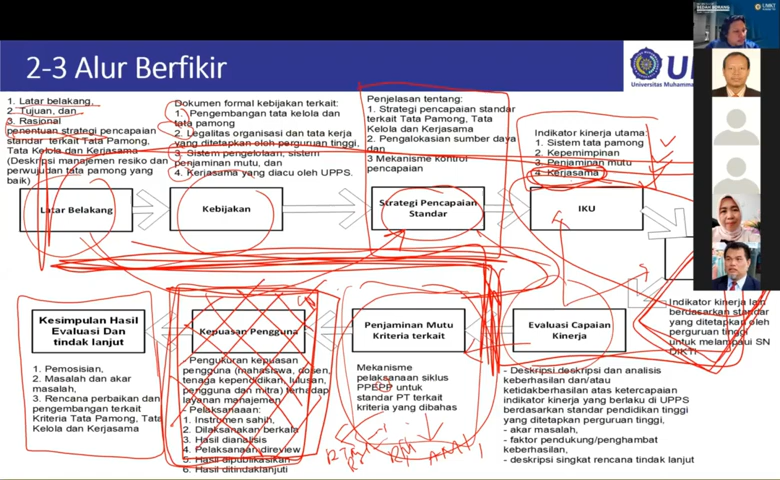 2-3 Alur Berfikir
Universitas Muhamma
1. Latar belakang,
2. Tujuan, dan
3. Rasional
penentuan strategi pencapaian
standar terkait Tata Pamong,
Tata Kelola dan Kerjasama
(Deskripsi manajemen resiko dan
perwujudan tata pamong yang
baik)
Dokumen formal kebijakan terkait:
1. Pengembangan tata kelola dan
tata pamong
2. Legalitas organisasi dan tata kerja
yang ditetapkan oleh perguruan tinggi,
3. Sistem pengelolaan, sistem
penjaminan mutu, dan
4. Kerjasama yang diacu oleh UPPS.
Penjelasan tentang:
1. Strategi pencapaian standar
terkait Tata Pamong, Tata
Kelola dan Kerjasama
2. Pengalokasian sumber daya
dan
3 Mekanisme kontrol
pencapaian
Indikator kinerja utama:
1. Sistem tata pamong
2. Kepemimpinan
3. Penjaminan mutu
4. Kerjasama
Latar Belakang
Kebijakan
Strategi Pencapaian
Standar
IKU
Indikator kinerja lain
berdasarkan standar
yang ditetapkan oleh
perguruan tinggi
untuk melampaui SN
DIKTI
Kesimpulan Hasil
Evaluasi Dan
tindak lanjut
Kepuasan Pengguna
Penjaminan Mutu
Kriteria terkait
Evaluasi Capaian
Kinerja
1. Pemosisian,
2. Masalah dan akar
masalah,
3. Rencana perbaikan dan
pengembangan terkait
Kriteria Tata Pamong, Tata
Kelola dan Kerjasama
Pengukuran kepuasan
pengguna (mahasiswa, dosen,
tenaga kependidikan, lulusan,
pengguna dan mitra) terhadap
layanan manajemen
- Pelaksanaaan:
1. Instrumen sahih,
2. Dilaksanakan berkala
3. Hasil dianalisis
4. Pelaksanaan direview
5. Hasil dipublikasikan
6. Hasil ditindaklanjuti
Mekanisme
pelaksanaan siklus
PPEPP untuk
standar PT terkait
kriteria yang dibahas
- Deskripsi deskripsi dan analisis
keberhasilan dan/atau
ketidakberhasilan atas ketercapaian
indikator kinerja yang berlaku di UPPS
berdasarkan standar pendidikan tinggi
yang ditetapkan perguruan tinggi,
- akar masalah,
- faktor pendukung/penghambat
keberhasilan,
- deskripsi singkat rencana tindak lanjut